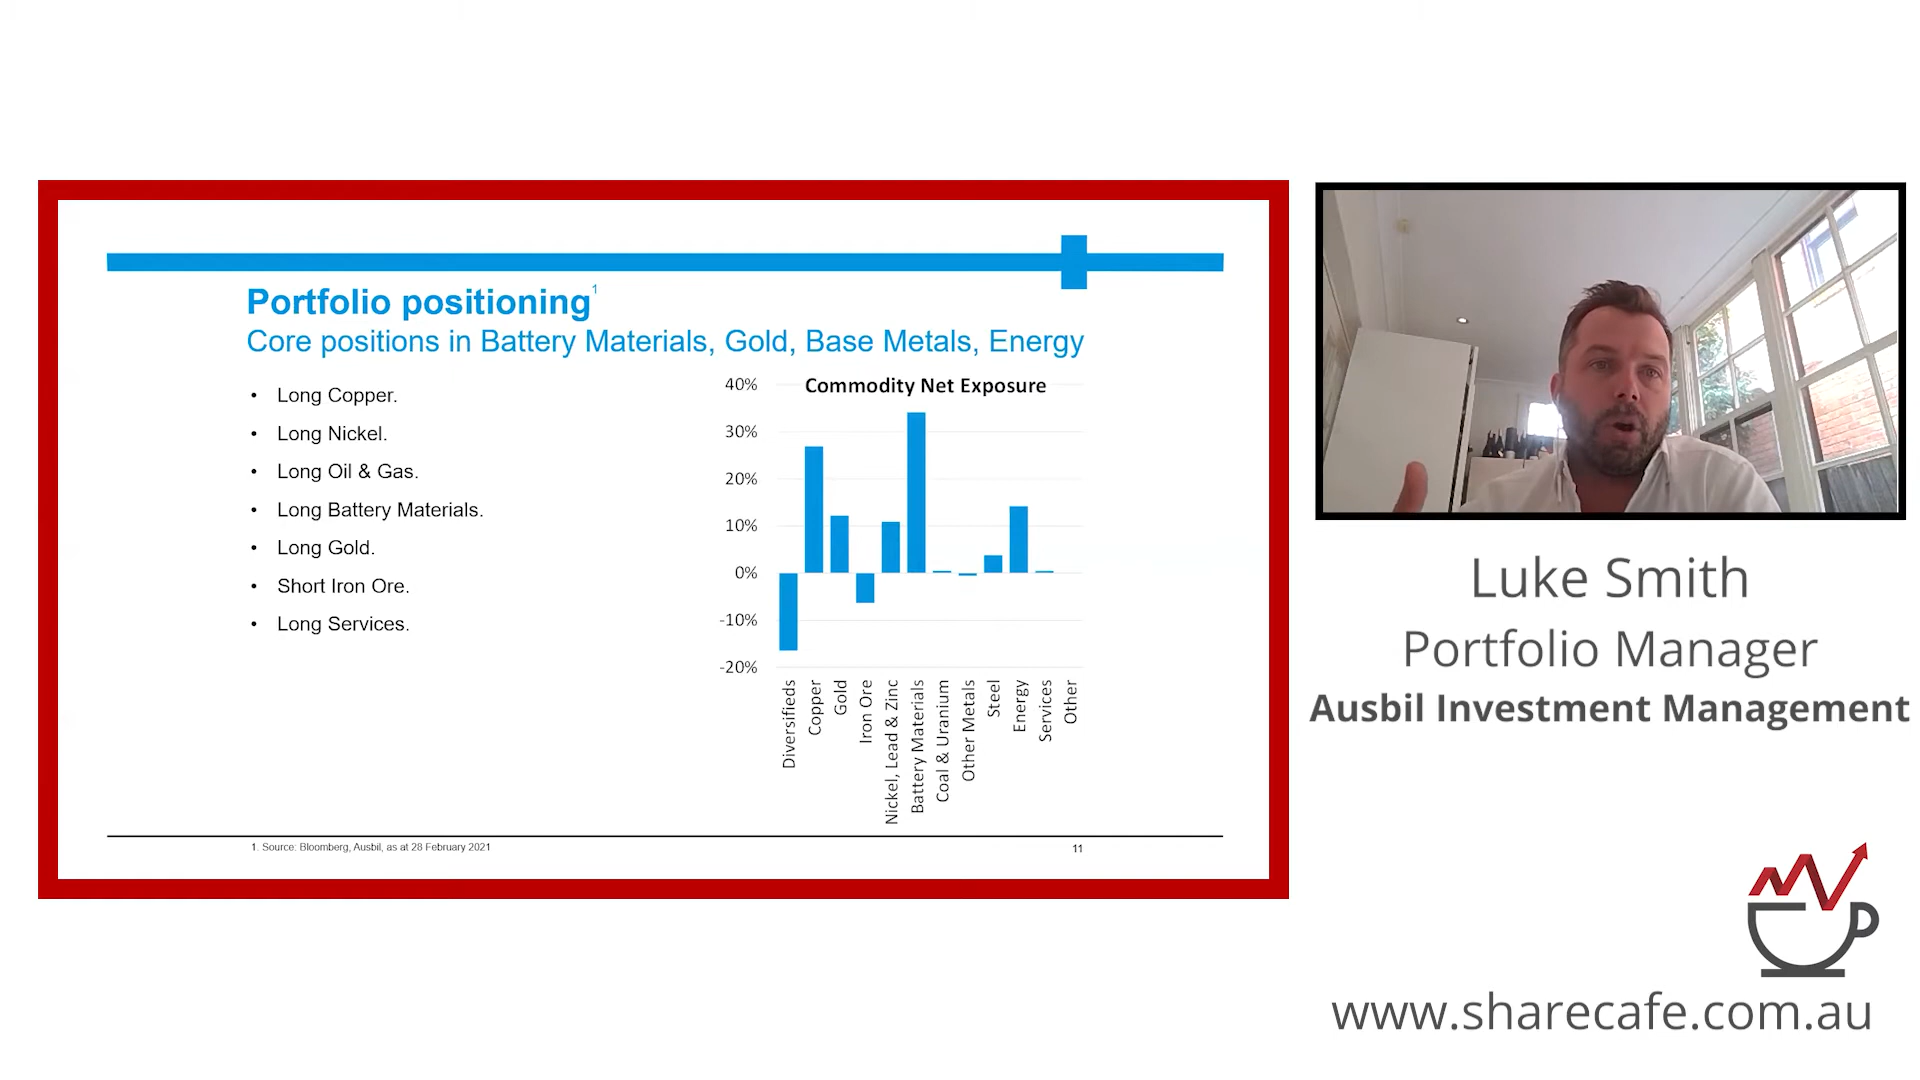 Portfolio positioning1
Core positions in Battery Materials, Gold, Base Metals, Energy
• Long Copper.
• Long Nickel.
• Long Oil & Gas.
• Long Battery Materials.
• Long Gold.
• Short Iron Ore.
• Long Services.
Commodity Net Exposure
40%
30%
20%
10%
0%
-10%
-20%
Diversifieds
Copper
Gold
Iron Ore
Nickel, Lead & Zinc
Battery Materials
Coal & Uranium
Other Metals
Steel
Energy
Services
Other
1. Source: Bloomberg, Ausbil, as at 28 February 2021
11
Luke Smith
Portfolio Manager
Ausbil Investment Management
www.sharecafe.com.au